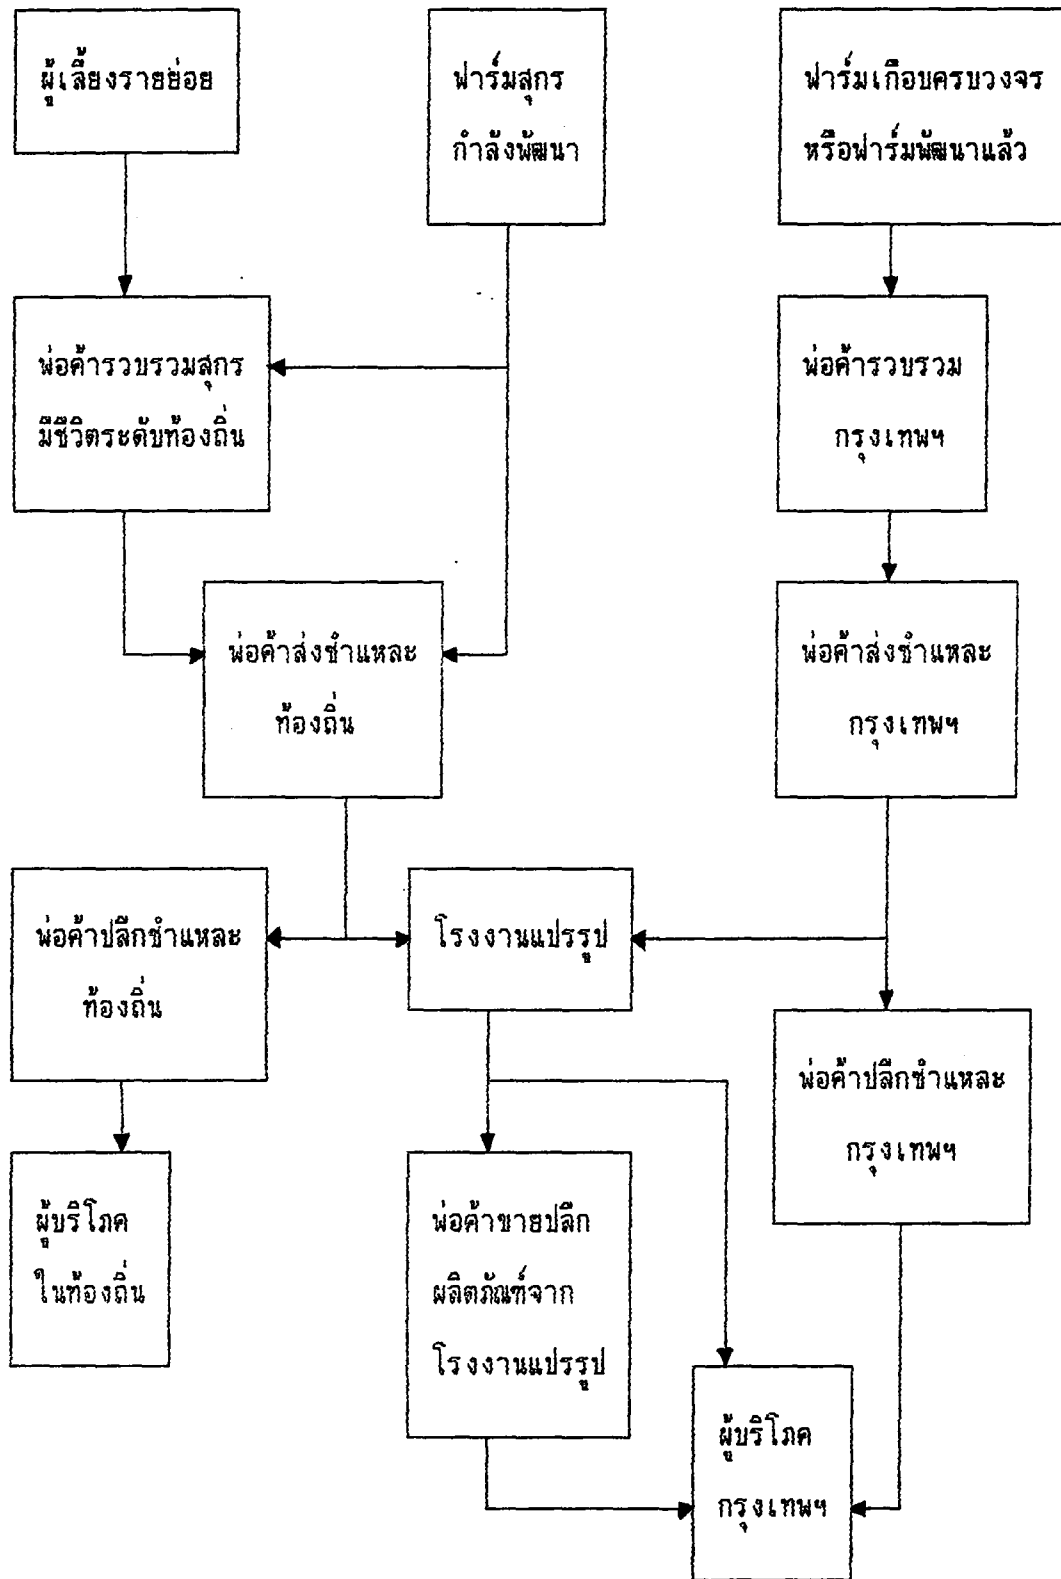 ผู้เลี้ยงรายย่อย
ฟาร์มสุกร
กำลังพัฒนา
ฟาร์มเกือบครบวงจร
หรือฟาร์มพัฒนาแล้ว
พ่อค้ารวบรวมสุกร
มีชีวิตระดับท้องถิ่น
พ่อค้ารวบรวม
กรุงเทพฯ
พ่อค้าส่งชำแหละ
ท้องถิ่น
พ่อค้าส่งชำแหละ
กรุงเทพฯ
พ่อค้าปลีกชำแหละ
ท้องถิ่น
โรงงานแปรรูป
พ่อค้าปลีกชำแหละ
กรุงเทพฯ
ผู้บริโภค
ในท้องถิ่น
พ่อค้าขายปลีก
ผลิตภัณฑ์จาก
โรงงานแปรรูป
ผู้บริโภค
กรุงเทพฯ